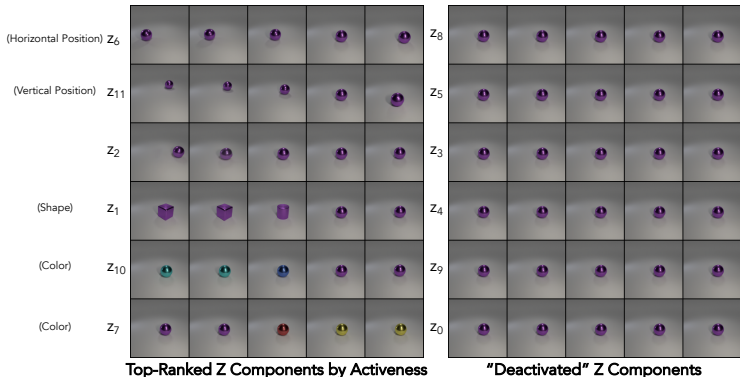 (Horizontal Position) z6
z8
(Vertical Position) z11
z5
z2
z3
(Shape) z1
z4
(Color) z10
z9
(Color) z7
z0
Top-Ranked Z Components by Activeness
"Deactivated" Z Components